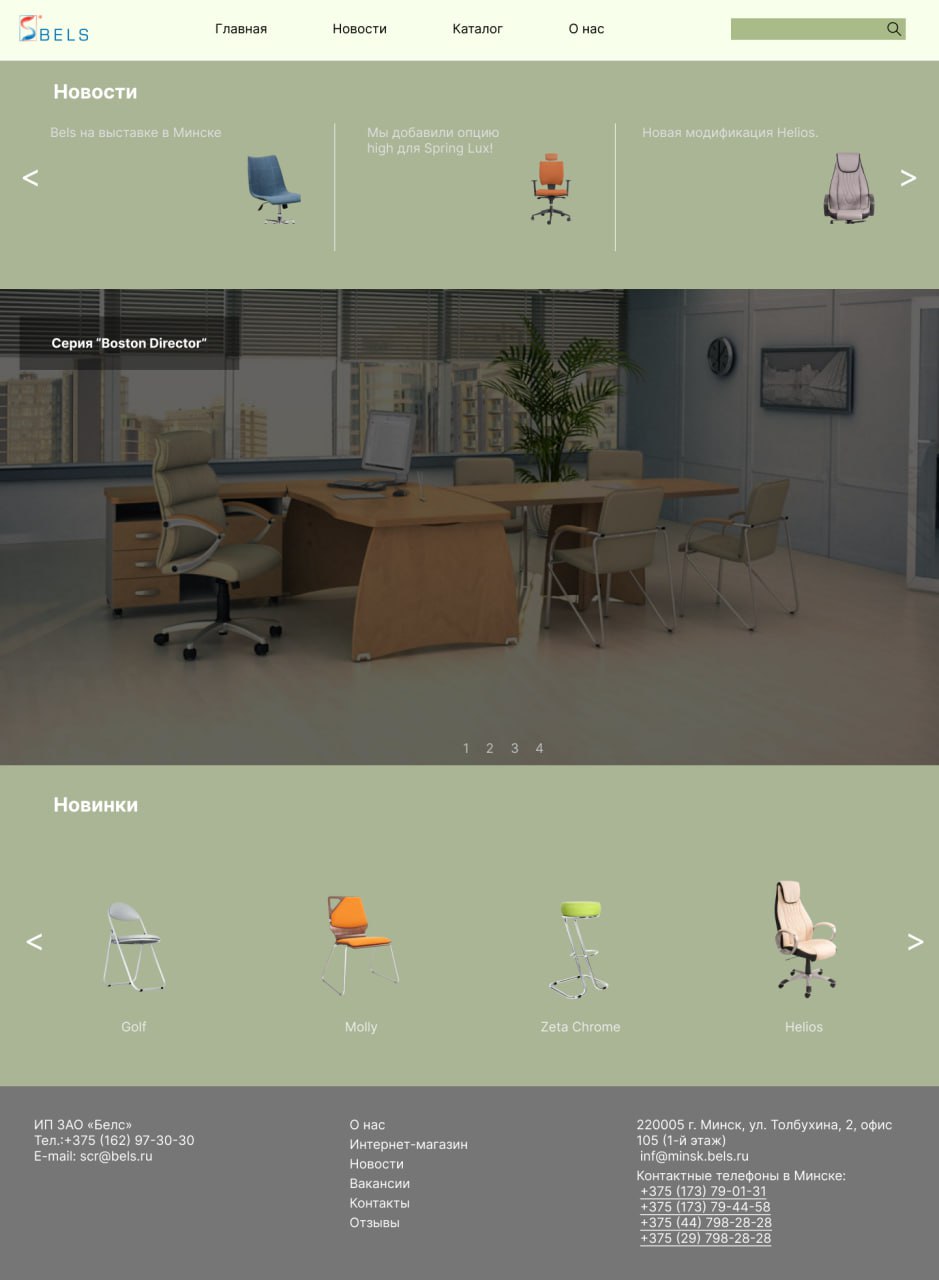 BELS
Главная
Новости
Каталог
О нас
Новости
Bels на выставке в Минске
Мы добавили опцию
high для Spring Lux!
Новая модификация Helios.
<
>
Серия “Boston Director”
1 2 3 4
Новинки
<
>
Golf
Molly
Zeta Chrome
Helios
ИП ЗАО «Белс»
Тел.:+375 (162) 97-30-30
E-mail: scr@bels.ru
О нас
Интернет-магазин
Новости
Вакансии
Контакты
Отзывы
220005 г. Минск, ул. Толбухина, 2, офис
105 (1-й этаж)
inf@minsk.bels.ru
Контактные телефоны в Минске:
+375 (173) 79-01-31
+375 (173) 79-44-58
+375 (44) 798-28-28
+375 (29) 798-28-28